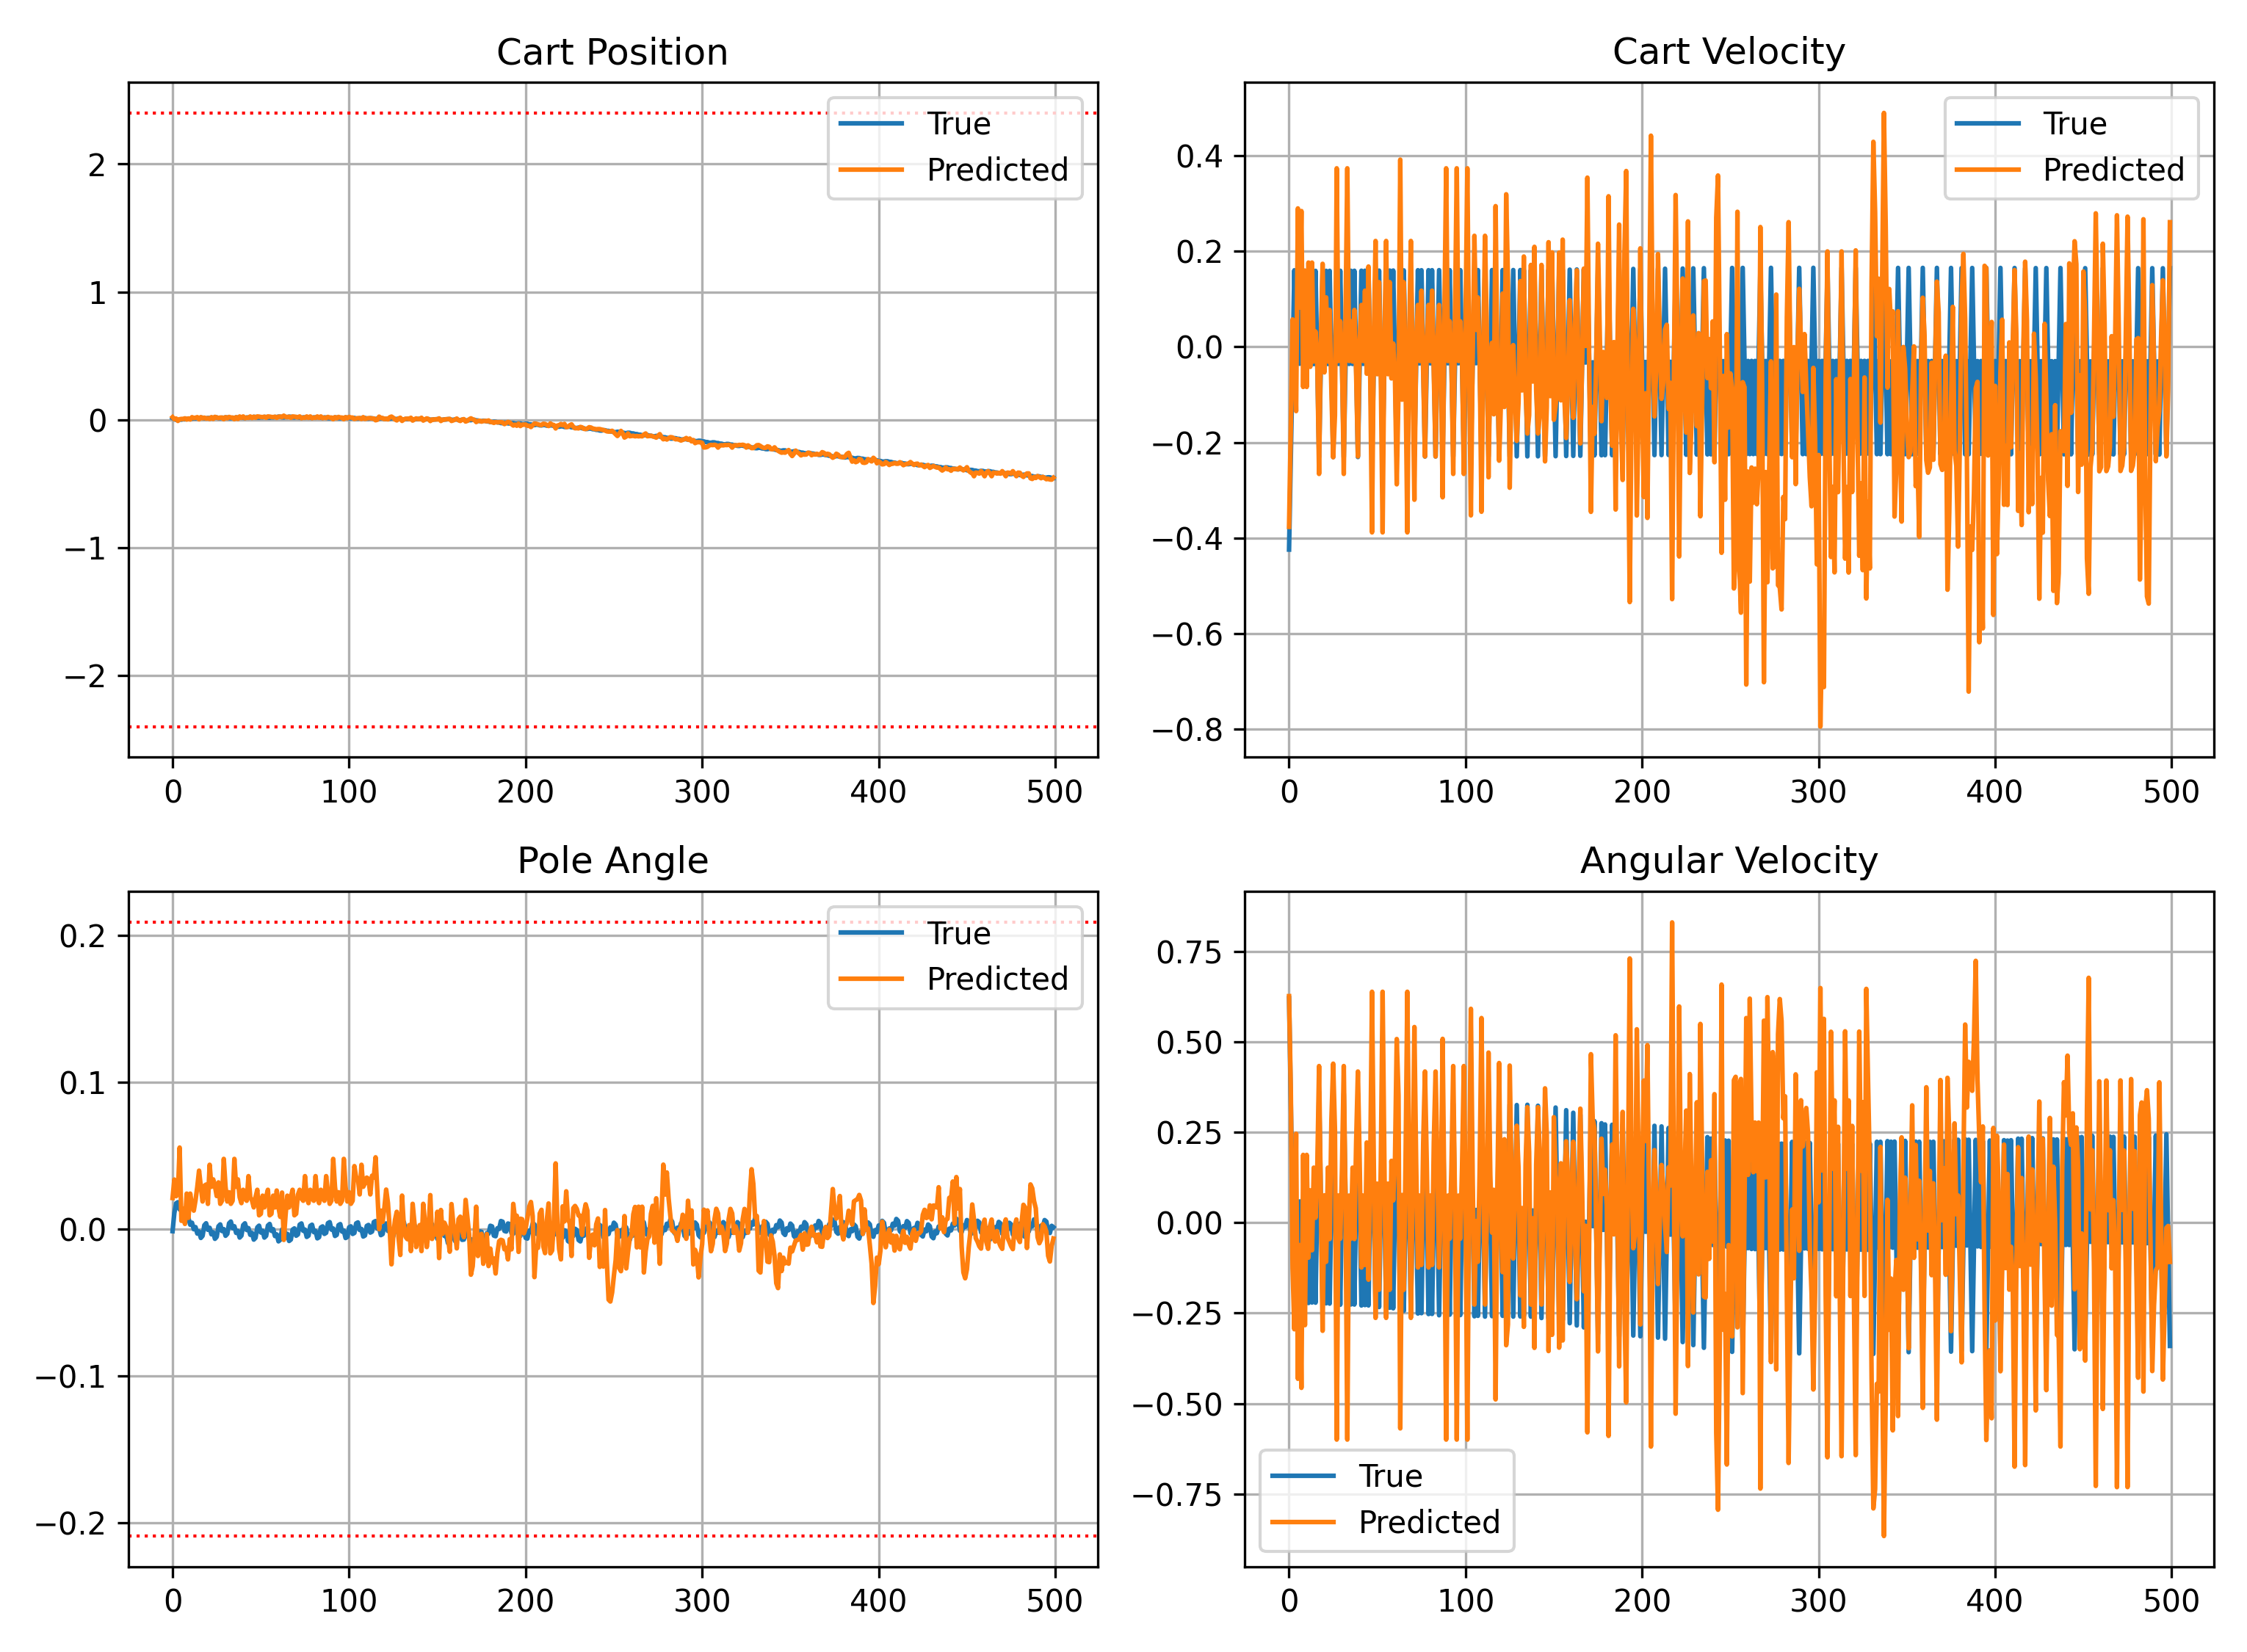 Cart Position
True
Predicted
2
1
0
−1
−2
0 100 200 300 400 500
Cart Velocity
True
Predicted
0.4
0.2
0.0
−0.2
−0.4
−0.6
−0.8
0 100 200 300 400 500
Pole Angle
True
Predicted
0.2
0.1
0.0
−0.1
−0.2
0 100 200 300 400 500
Angular Velocity
0.75
0.50
0.25
0.00
−0.25
−0.50
−0.75
True
Predicted
0 100 200 300 400 500